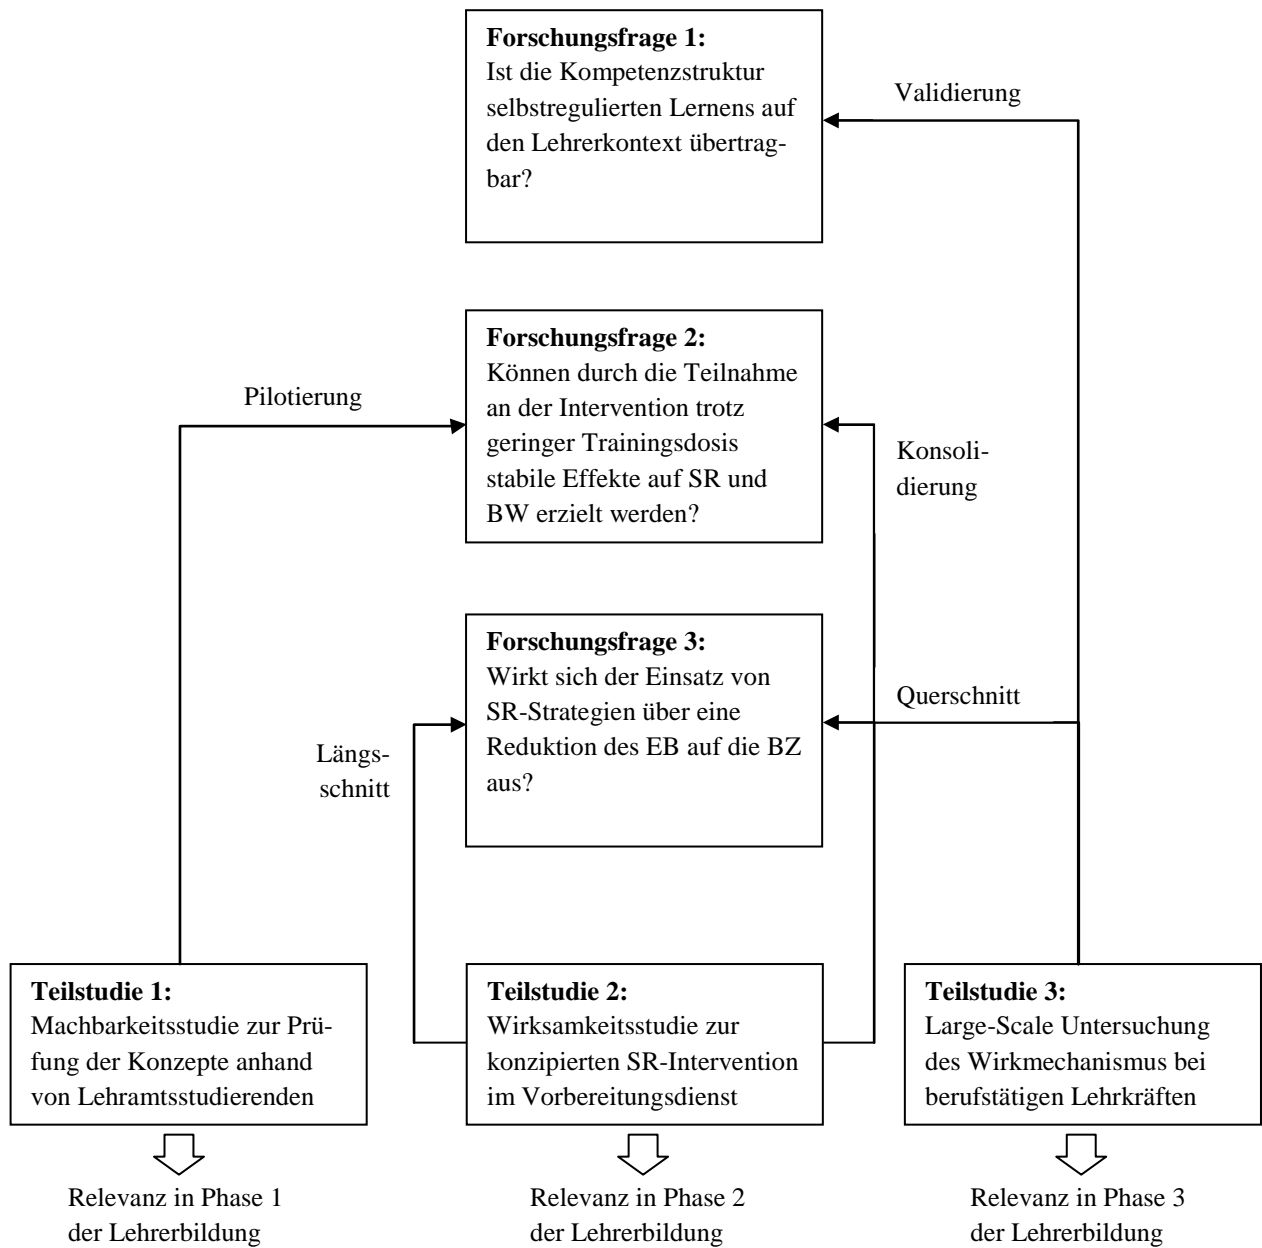 Forschungsfrage 1:
Ist die Kompetenzstruktur
selbstregulierten Lernens auf
den Lehrerkontext übertrag-
bar?
Validierung
Forschungsfrage 2:
Können durch die Teilnahme
an der Intervention trotz
geringer Trainingsdosis
stabile Effekte auf SR und
BW erzielt werden?
Pilotierung
Konsoli-
dierung
Forschungsfrage 3:
Wirkt sich der Einsatz von
SR-Strategien über eine
Reduktion des EB auf die BZ
aus?
Längs-
schnitt
Querschnitt
Teilstudie 1:
Machbarkeitsstudie zur Prü-
fung der Konzepte anhand
von Lehramtsstudierenden
Teilstudie 2:
Wirksamkeitsstudie zur
konzipierten SR-Intervention
im Vorbereitungsdienst
Teilstudie 3:
Large-Scale Untersuchung
des Wirkmechanismus bei
berufstätigen Lehrkräften
Relevanz in Phase 1
der Lehrerbildung
Relevanz in Phase 2
der Lehrerbildung
Relevanz in Phase 3
der Lehrerbildung